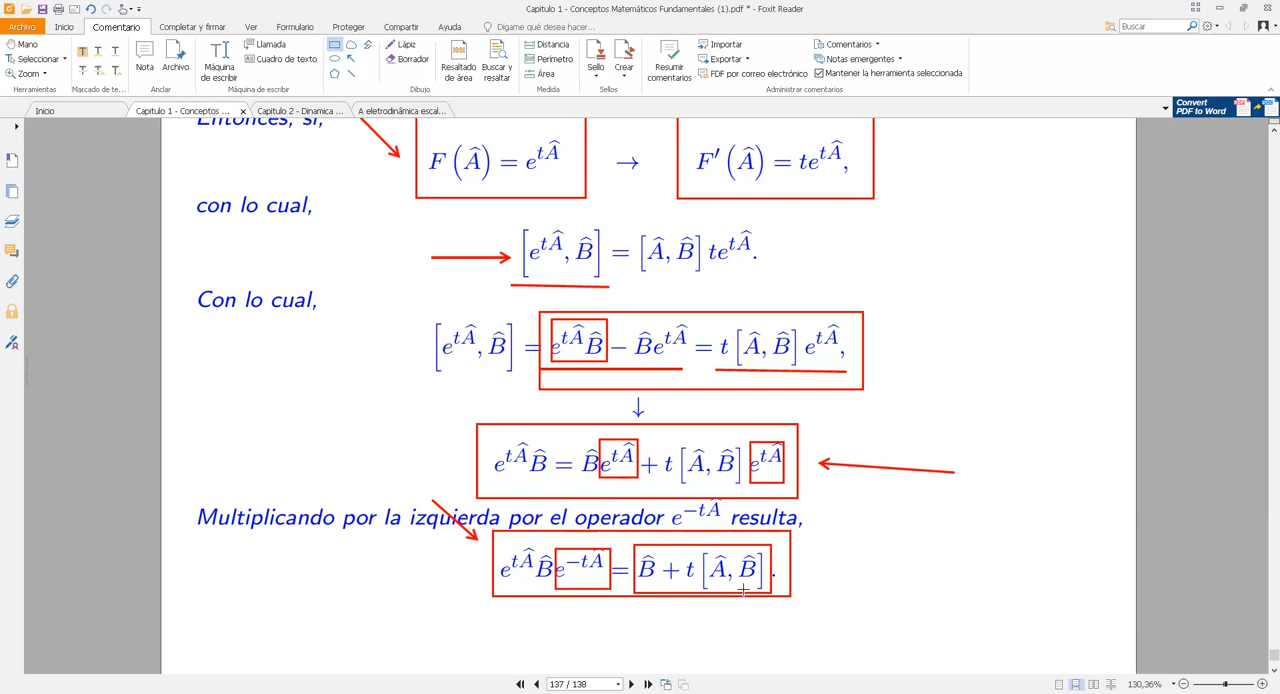 Capitulo 1 - Conceptos Matemáticos Fundamentales (1).pdf * - Foxit Reader
Archivo Inicio Comentario Completar y firmar Ver Formulario Proteger Compartir Ayuda Dígame qué desea hacer... Buscar
Mano
Seleccionar
Zoom
Herramientas
T T T
T T T
Marcado de te...
Nota Archivo
Anclar
Máquina de escribir
Llamada
Cuadro de texto
Máquina de escribir
Lápiz
Borrador
Dibujo
Resaltado de área
Buscar y resaltar
Distancia
Perímetro
Área
Medida
Sello Crear
Sellos
Resumir comentarios
Importar
Exportar
FDF por correo electrónico
Comentarios
Notas emergentes
Mantener la herramienta seleccionada
Administrar comentarios
Inicio Capitulo 1 - Conceptos ... Capitulo 2 - Dinamica ... A eletrodinâmica escal...
Convert PDF to Word
Entonces, si,
F(Â) = e^{tÂ} → F′(Â) = te^{tÂ},
con lo cual,
[e^{tÂ}, B̂] = [Â, B̂] te^{tÂ}.
Con lo cual,
[e^{tÂ}, B̂] = e^{tÂ}B̂ − B̂e^{tÂ} = t [Â, B̂] e^{tÂ},
↓
e^{tÂ}B̂ = B̂e^{tÂ} + t [Â, B̂] e^{tÂ}
Multiplicando por la izquierda por el operador e^{−tÂ} resulta,
e^{tÂ}B̂e^{−tÂ} = B̂ + t [Â, B̂].
137 / 138
130,36%